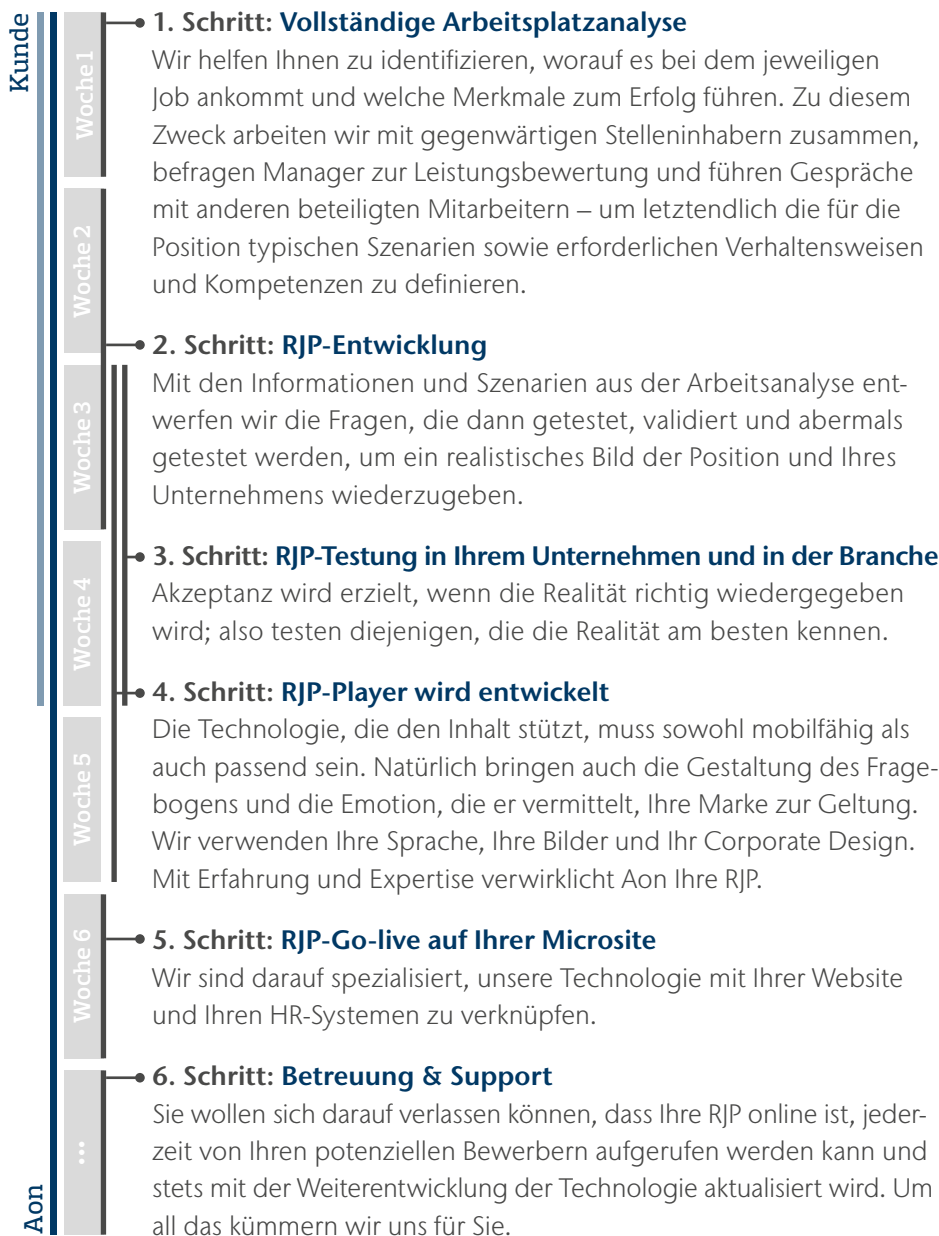 Kunde
Woche 1
1. Schritt: Vollständige Arbeitsplatzanalyse
Wir helfen Ihnen zu identifizieren, worauf es bei dem jeweiligen
Job ankommt und welche Merkmale zum Erfolg führen. Zu diesem
Zweck arbeiten wir mit gegenwärtigen Stelleninhabern zusammen,
befragen Manager zur Leistungsbewertung und führen Gespräche
mit anderen beteiligten Mitarbeitern – um letztendlich die für die
Position typischen Szenarien sowie erforderlichen Verhaltensweisen
und Kompetenzen zu definieren.
Woche 2
2. Schritt: RJP-Entwicklung
Mit den Informationen und Szenarien aus der Arbeitsanalyse ent-
werfen wir die Fragen, die dann getestet, validiert und abermals
getestet werden, um ein realistisches Bild der Position und Ihres
Unternehmens wiederzugeben.
Woche 3
3. Schritt: RJP-Testung in Ihrem Unternehmen und in der Branche
Akzeptanz wird erzielt, wenn die Realität richtig wiedergegeben
wird; also testen diejenigen, die die Realität am besten kennen.
Woche 4
4. Schritt: RJP-Player wird entwickelt
Die Technologie, die den Inhalt stützt, muss sowohl mobilfähig als
auch passend sein. Natürlich bringen auch die Gestaltung des Frage-
bogens und die Emotion, die er vermittelt, Ihre Marke zur Geltung.
Wir verwenden Ihre Sprache, Ihre Bilder und Ihr Corporate Design.
Mit Erfahrung und Expertise verwirklicht Aon Ihre RJP.
Woche 5
5. Schritt: RJP-Go-live auf Ihrer Microsite
Wir sind darauf spezialisiert, unsere Technologie mit Ihrer Website
und Ihren HR-Systemen zu verknüpfen.
Woche 6
6. Schritt: Betreuung & Support
Sie wollen sich darauf verlassen können, dass Ihre RJP online ist, jeder-
zeit von Ihren potenziellen Bewerbern aufgerufen werden kann und
stets mit der Weiterentwicklung der Technologie aktualisiert wird. Um
all das kümmern wir uns für Sie.
...
Aon